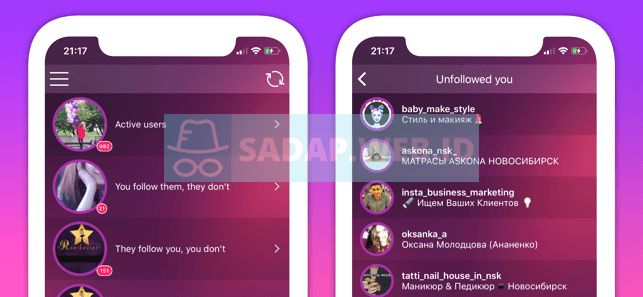 21:17
Active users
982
You follow them, they don't
21
They follow you, you don't
151
21:17
Unfollowed you
baby_make_style
Стиль и макияж
askona_nsk_
МАТРАСЫ ASKONA НОВОСИБИРСК
insta_business_marketing
Ищем Ваших Клиентов
oksanka_a
Оксана Молодцова (Ананенко)
tatti_nail_house_in_nsk
Маникюр & Педикюр Новосибирск
SADAP.WEB.ID